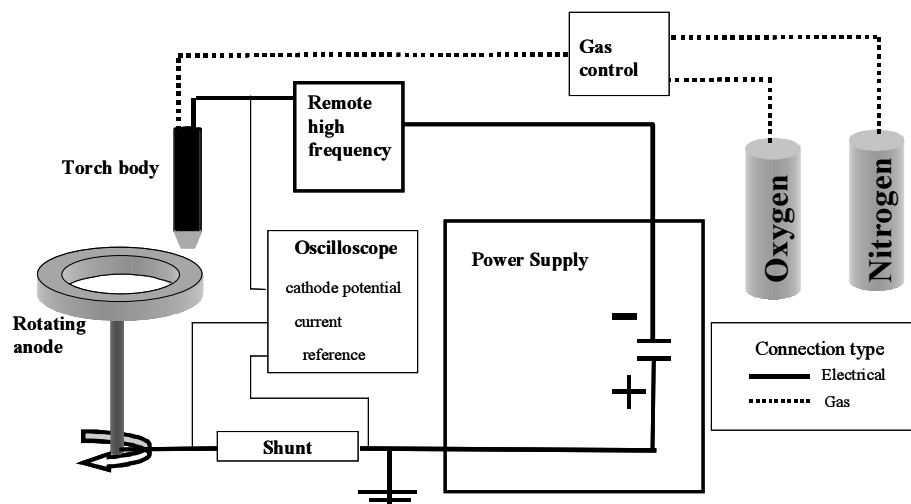 Gas
control
Remote
high
frequency
Torch body
Oxygen
Nitrogen
Oscilloscope
cathode potential
current
reference
Power Supply
Rotating
anode
Connection type
Electrical
Gas
Shunt